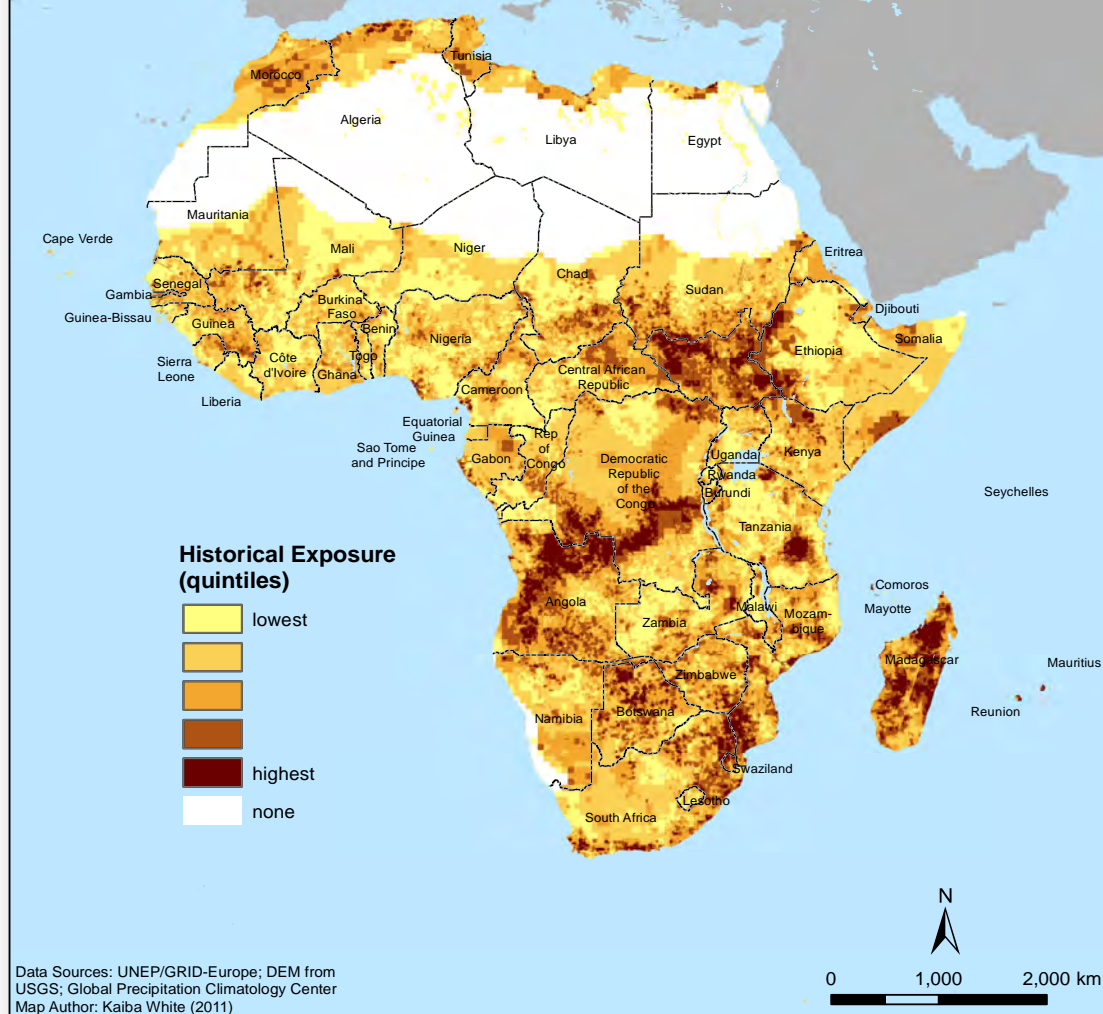 Tunisia
Morocco
Algeria
Libya
Egypt
Mauritania
Cape Verde
Mali
Niger
Eritrea
Chad
Senegal
Sudan
Gambia
Burkina
Faso
Djibouti
Guinea-Bissau
Guinea
Benin
Nigeria
Somalia
Ethiopia
Togo
Côte
d'Ivoire
Sierra
Leone
Ghana
Central African
Republic
Cameroon
Liberia
Equatorial
Guinea
Rep
of
Congo
Sao Tome
and Principe
Gabon
Democratic
Republic
of the
Congo
Uganda
Kenya
Rwanda
Burundi
Seychelles
Tanzania
Historical Exposure
(quintiles)
lowest
highest
none
Comoros
Mayotte
Angola
Malawi
Mozam-
bique
Zambia
Madagascar
Mauritius
Zimbabwe
Reunion
Namibia
Botswana
Swaziland
Lesotho
South Africa
N
Data Sources: UNEP/GRID-Europe; DEM from
USGS; Global Precipitation Climatology Center
Map Author: Kaiba White (2011)
0 1,000 2,000 km